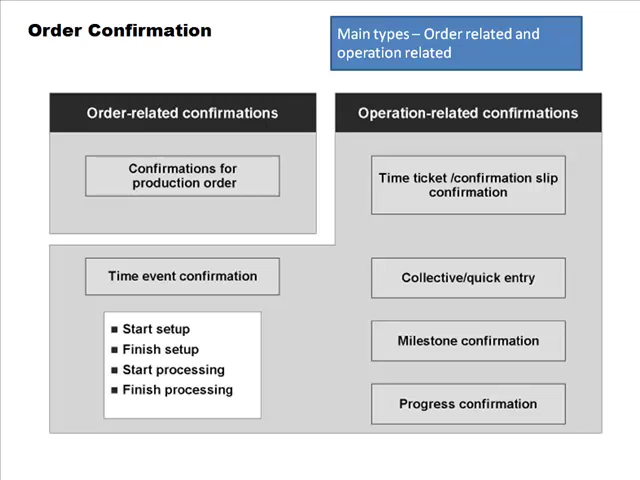 Order Confirmation
Main types – Order related and
operation related
Order-related confirmations
Confirmations for
production order
Operation-related confirmations
Time ticket /confirmation slip
confirmation
Time event confirmation
■ Start setup
■ Finish setup
■ Start processing
■ Finish processing
Collective/quick entry
Milestone confirmation
Progress confirmation